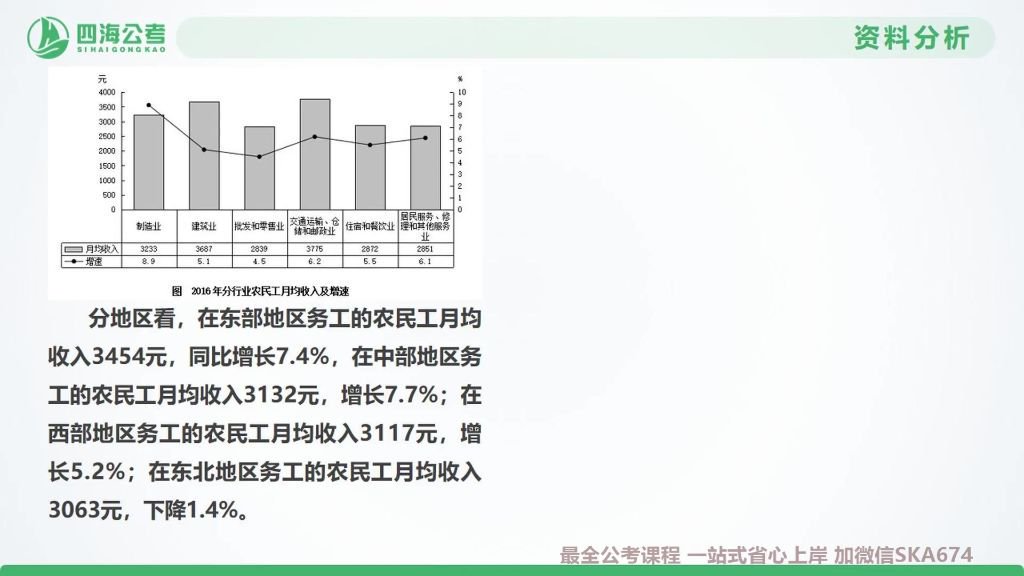 四海公考
SIHAIGONGKAO
资料分析
元
%
4000
3500
3000
2500
2000
1500
1000
500
0
10
9
8
7
6
5
4
3
2
1
0
制造业 建筑业 批发和零售业 交通运输、仓储和邮政业 住宿和餐饮业 居民服务、修理和其他服务业
月均收入 3233 3687 2839 3775 2872 2851
增速 8.9 5.1 4.5 6.2 5.5 6.1
图 2016年分行业农民工月均收入及增速
分地区看，在东部地区务工的农民工月均
收入3454元，同比增长7.4%，在中部地区务
工的农民工月均收入3132元，增长7.7%；在
西部地区务工的农民工月均收入3117元，增
长5.2%；在东北地区务工的农民工月均收入
3063元，下降1.4%。
最全公考课程 一站式省心上岸 加微信SKA674